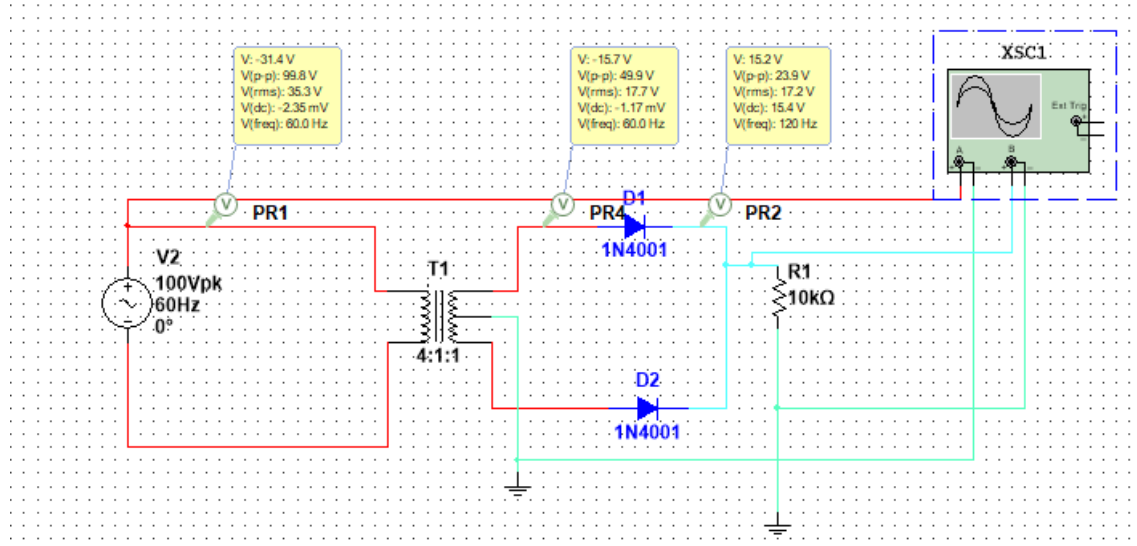 V: -31.4 V
V(p-p): 99.8 V
V(rms): 35.3 V
V(dc): -2.35 mV
V(freq): 60.0 Hz
V: -15.7 V
V(p-p): 49.9 V
V(rms): 17.7 V
V(dc): -1.17 mV
V(freq): 60.0 Hz
V: 15.2 V
V(p-p): 23.9 V
V(rms): 17.2 V
V(dc): 15.4 V
V(freq): 120 Hz
XSC1
Ext Trig
+
-
A
B
+ -
+ -
V
PR1
V
PR4
D1
1N4001
V
PR2
V2
100Vpk
60Hz
0°
+
-
T1
4:1:1
R1
10kΩ
D2
1N4001